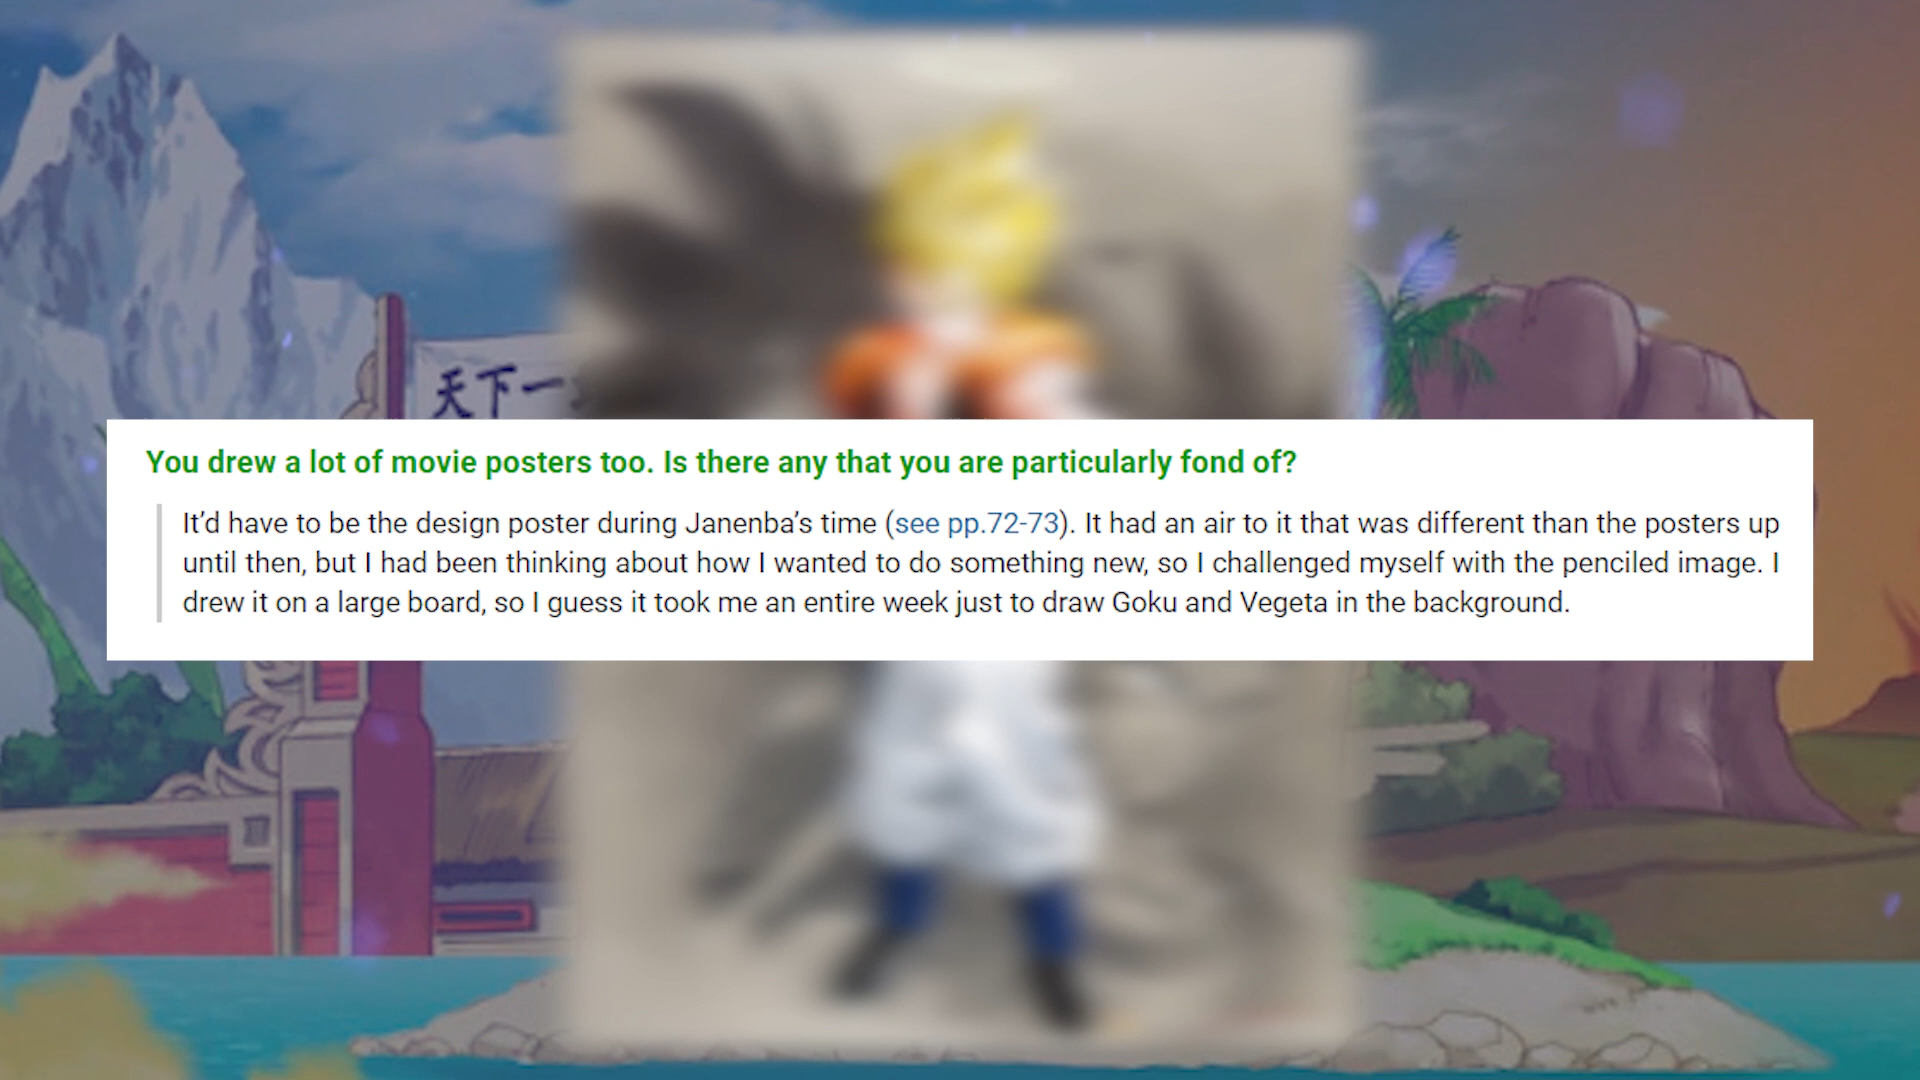 天下一
You drew a lot of movie posters too. Is there any that you are particularly fond of?
It’d have to be the design poster during Janenba’s time (see pp.72-73). It had an air to it that was different than the posters up
until then, but I had been thinking about how I wanted to do something new, so I challenged myself with the penciled image. I
drew it on a large board, so I guess it took me an entire week just to draw Goku and Vegeta in the background.